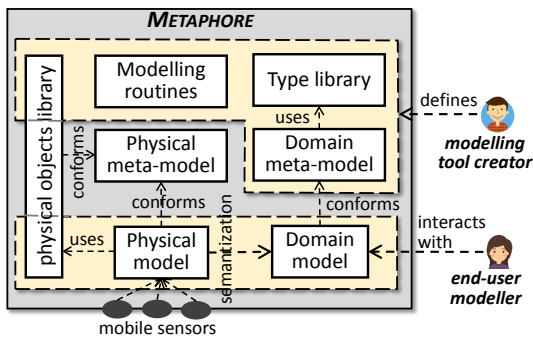 METAPHORE
physical objects library
Modelling
routines
Type library
uses
defines
modelling
tool creator
conforms
Physical
meta-model
Domain
meta-model
conforms
semantization
conforms
uses
Physical
model
Domain
model
interacts
with
end-user
modeller
mobile sensors